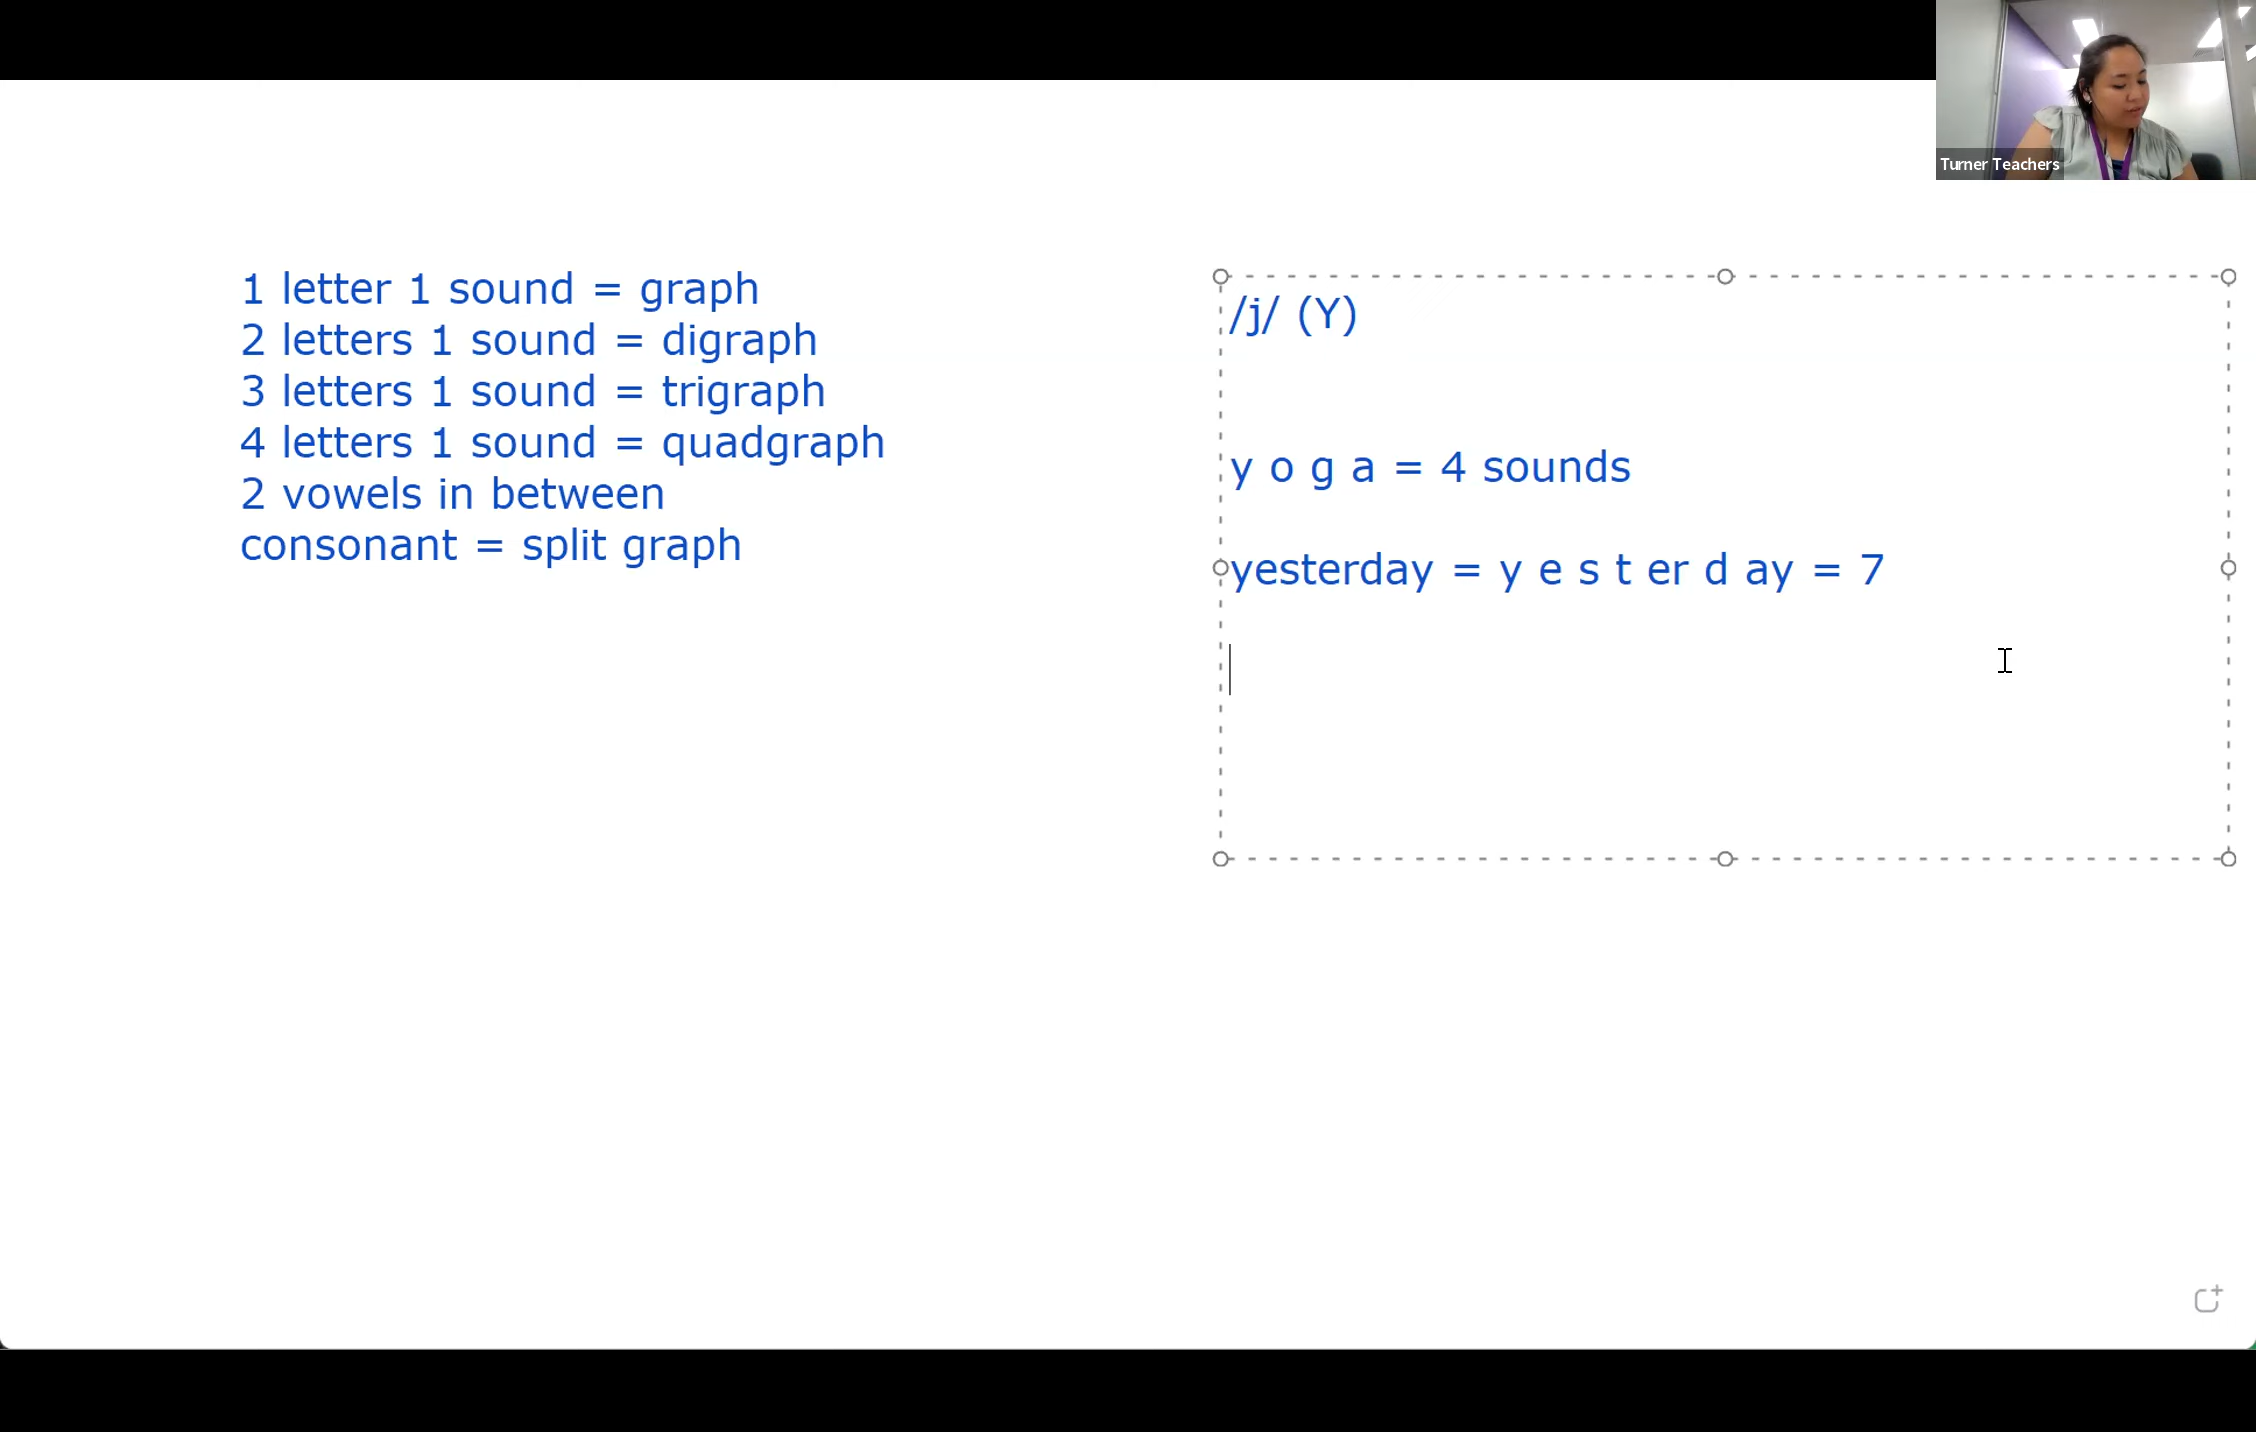 Turner Teachers
1 letter 1 sound = graph
2 letters 1 sound = digraph
3 letters 1 sound = trigraph
4 letters 1 sound = quadgraph
2 vowels in between
consonant = split graph
/j/ (Y)
y o g a = 4 sounds
yesterday = y e s t er d ay = 7